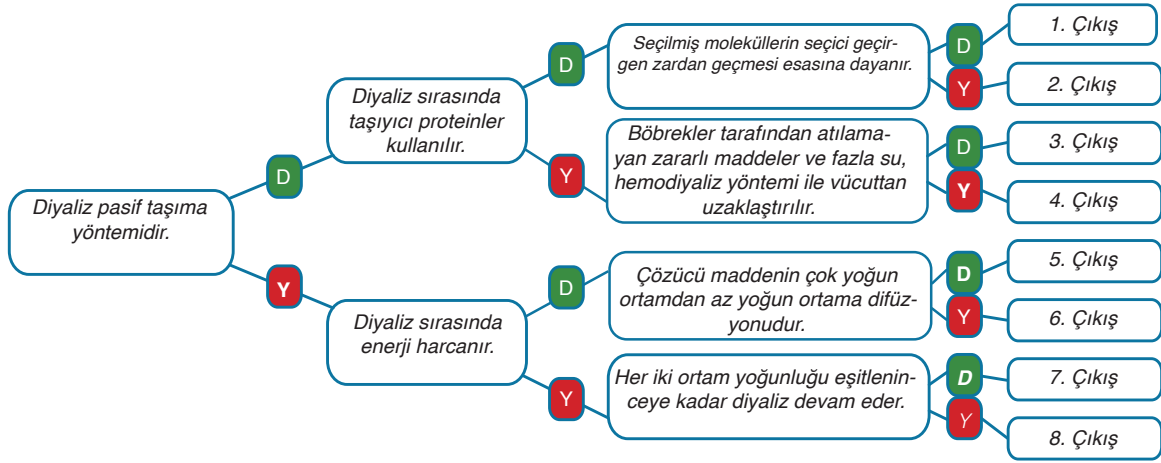 Diyaliz pasif taşıma
yöntemidir.
D
Y
Diyaliz sırasında
taşıyıcı proteinler
kullanılır.
D
Y
Diyaliz sırasında
enerji harcanır.
D
Y
Seçilmiş moleküllerin seçici geçir-
gen zardan geçmesi esasına dayanır.
D
Y
Böbrekler tarafından atılama-
yan zararlı maddeler ve fazla su,
hemodiyaliz yöntemi ile vücuttan
uzaklaştırılır.
D
Y
Çözücü maddenin çok yoğun
ortamdan az yoğun ortama difüz-
yonudur.
D
Y
Her iki ortam yoğunluğu eşitlenin-
ceye kadar diyaliz devam eder.
D
Y
1. Çıkış
2. Çıkış
3. Çıkış
4. Çıkış
5. Çıkış
6. Çıkış
7. Çıkış
8. Çıkış